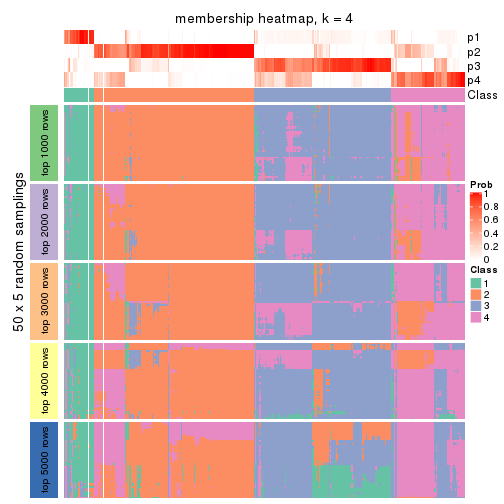 membership heatmap, k = 4
p1
p2
p3
p4
Class
50 x 5 random samplings
top 1000 rows
top 2000 rows
top 3000 rows
top 4000 rows
top 5000 rows
Prob
1
0.8
0.6
0.4
0.2
0
Class
1
2
3
4